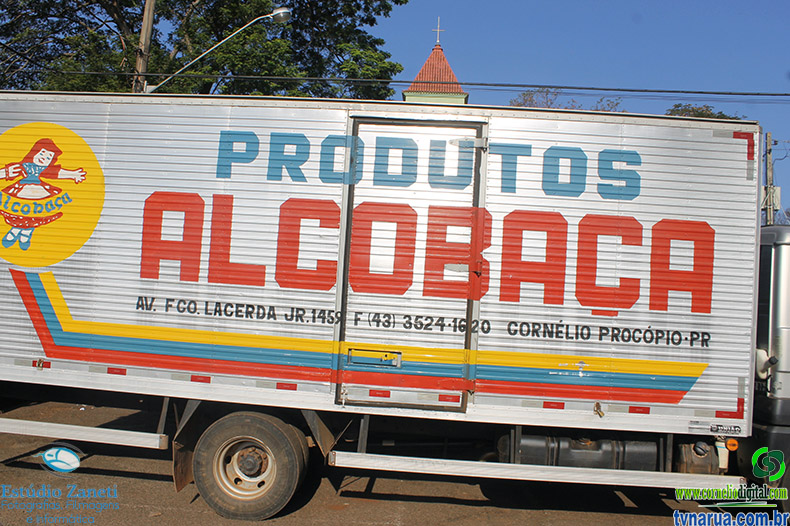 PRODUTOS
ALCOBAÇA
Alcobaça
AV. FCO. LACERDA JR.1459 F (43) 3524-1620 CORNÉLIO PROCÓPIO-PR
Estúdio Zaneti
www.corneliodigital.com
tvnarua.com.br